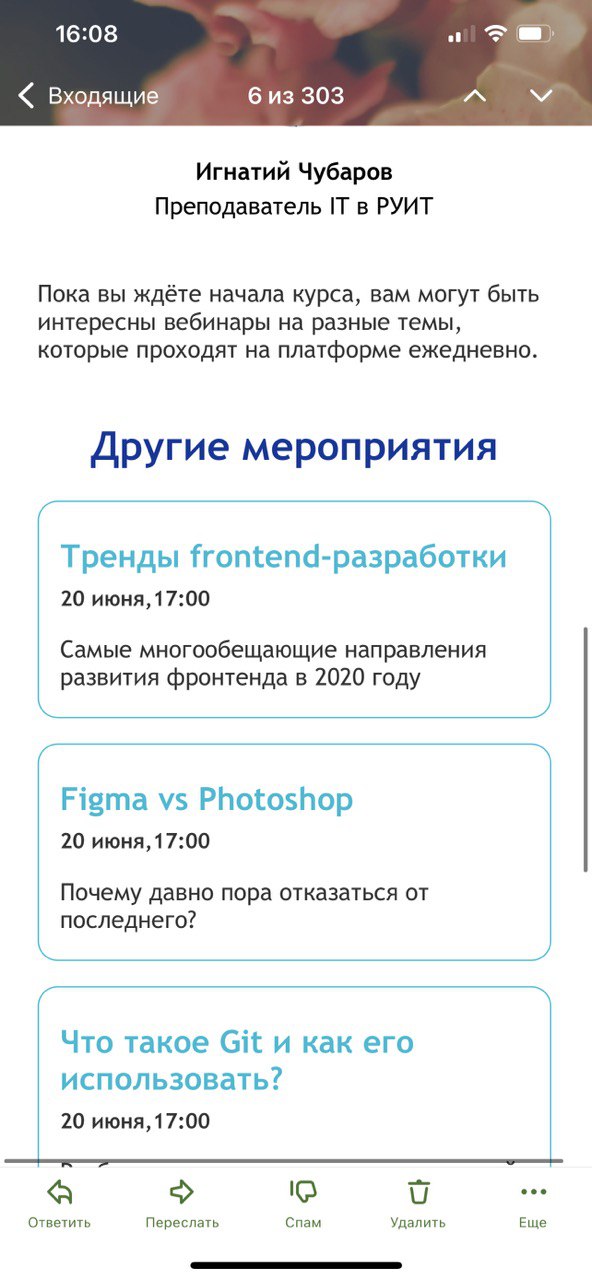 16:08
Входящие
6 из 303
Игнатий Чубаров
Преподаватель IT в РУИТ
Пока вы ждёте начала курса, вам могут быть
интересны вебинары на разные темы,
которые проходят на платформе ежедневно.
Другие мероприятия
Тренды frontend-разработки
20 июня,17:00
Самые многообещающие направления
развития фронтенда в 2020 году
Figma vs Photoshop
20 июня,17:00
Почему давно пора отказаться от
последнего?
Что такое Git и как его
использовать?
20 июня,17:00
Ответить
Переслать
Спам
Удалить
Еще